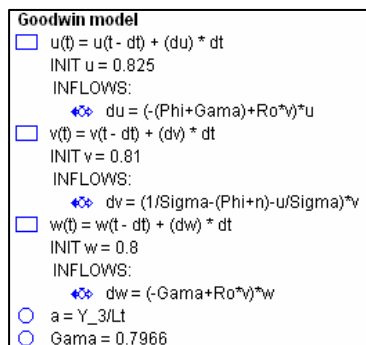 Goodwin model
u(t) = u(t - dt) + (du) * dt
INIT u = 0.825
INFLOWS:
du = (-(Phi+Gama)+Ro*v)*u
v(t) = v(t - dt) + (dv) * dt
INIT v = 0.81
INFLOWS:
dv = (1/Sigma-(Phi+n)-u/Sigma)*v
w(t) = w(t - dt) + (dw) * dt
INIT w = 0.8
INFLOWS:
dw = (-Gama+Ro*v)*w
a = Y_3/Lt
Gama = 0.7966